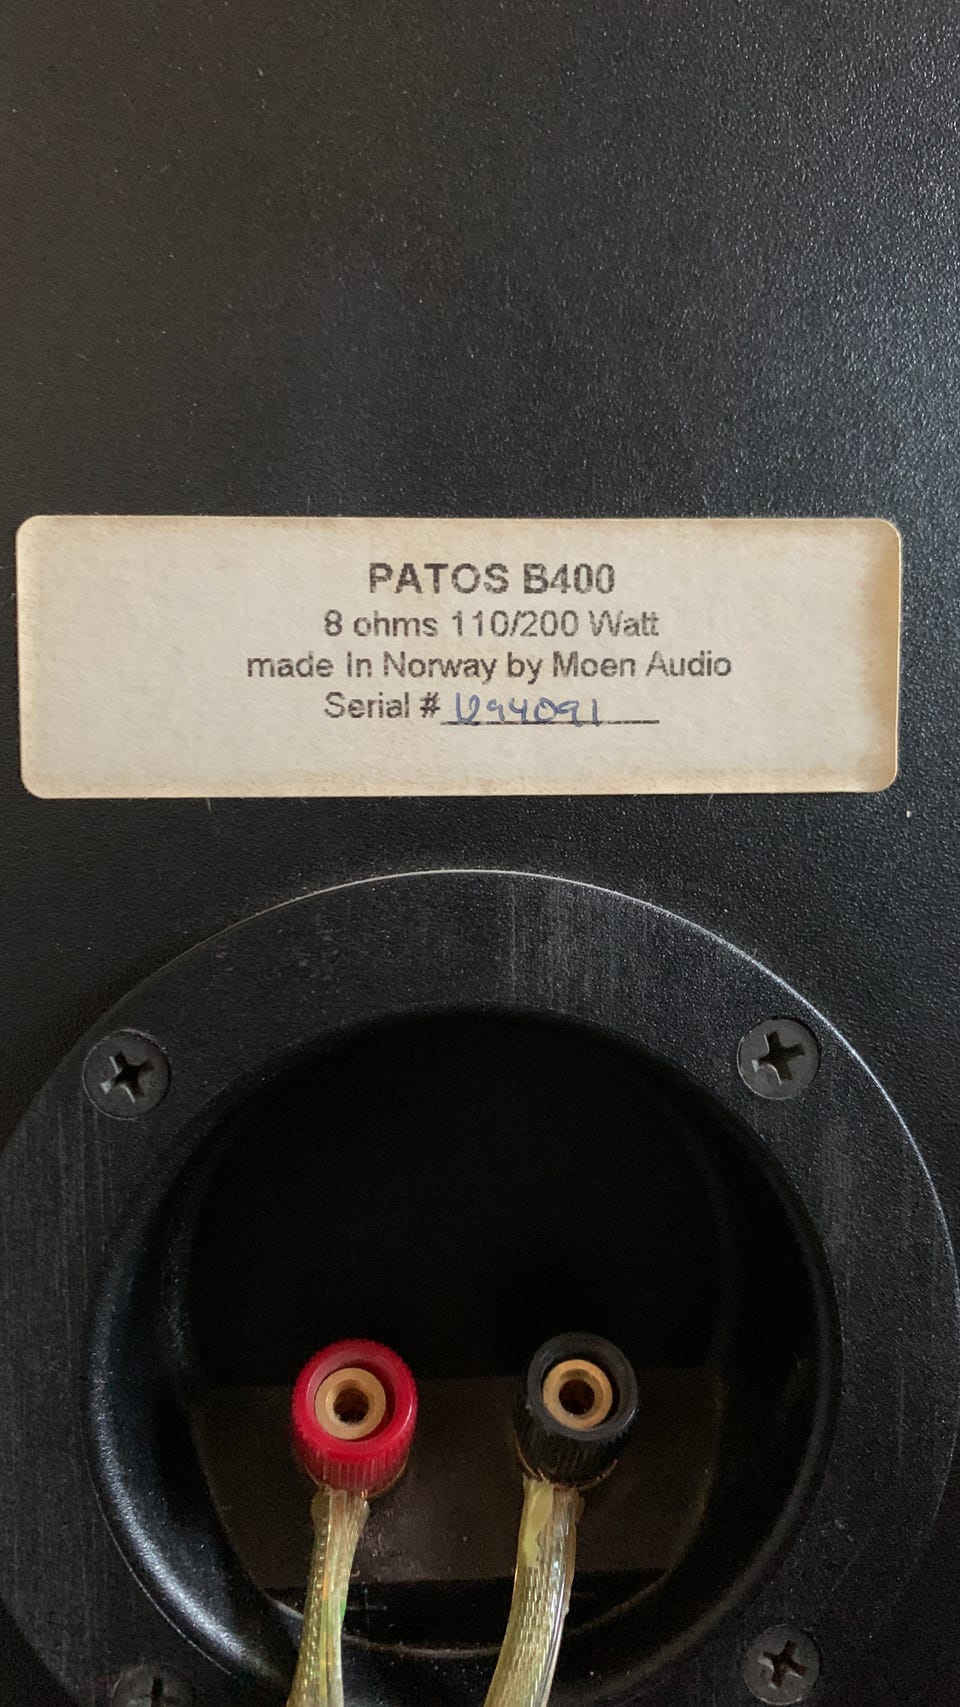 PATOS B400
8 ohms 110/200 Watt
made In Norway by Moen Audio
Serial #